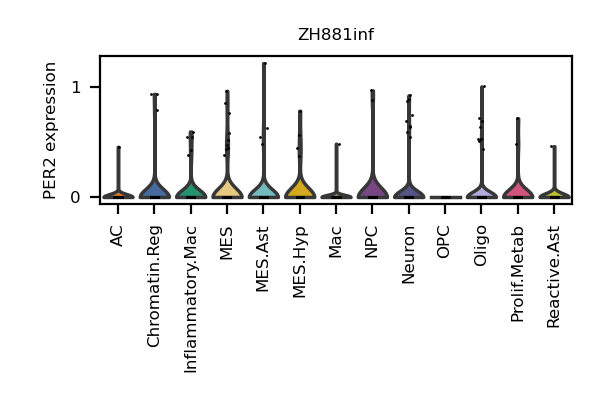 ZH881inf
PER2 expression
1
0
AC
Chromatin.Reg
Inflammatory.Mac
MES
MES.Ast
MES.Hyp
Mac
NPC
Neuron
OPC
Oligo
Prolif.Metab
Reactive.Ast